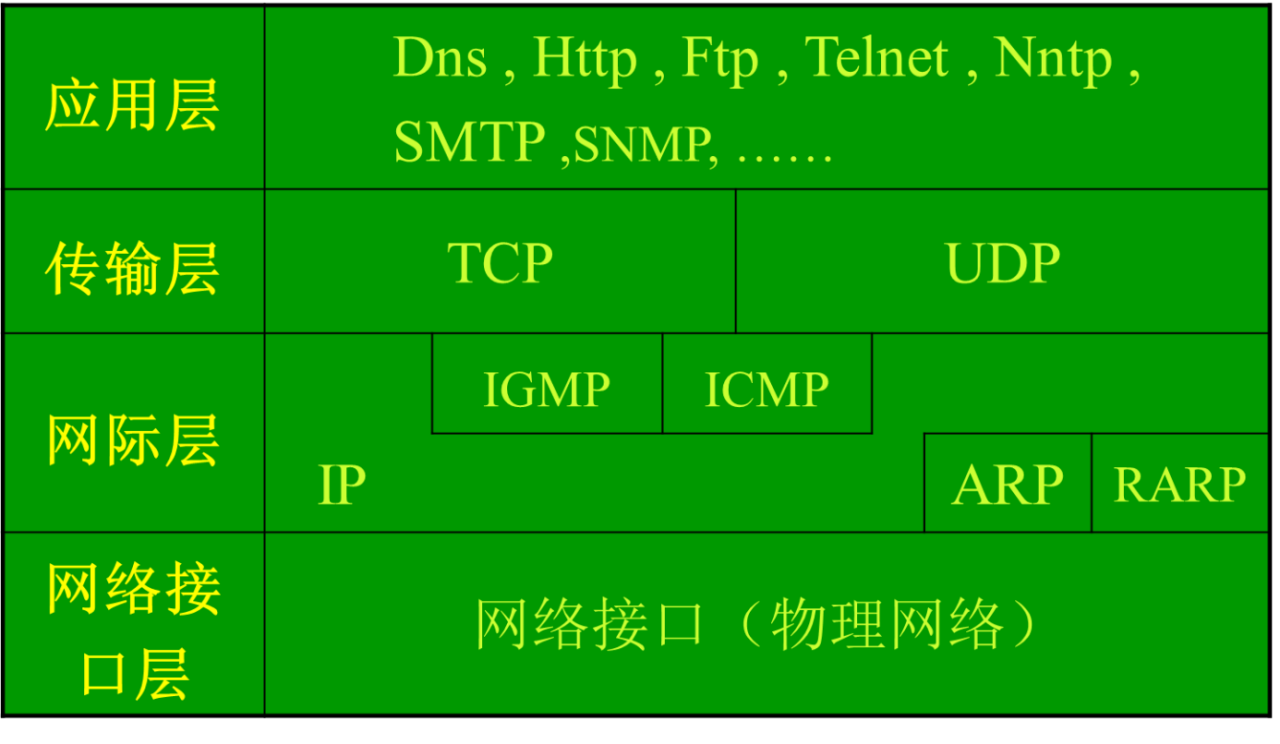 应用层
Dns , Http , Ftp , Telnet , Nntp ,
SMTP ,SNMP, ……
传输层
TCP
UDP
网际层
IGMP
ICMP
IP
ARP
RARP
网络接
口层
网络接口（物理网络）